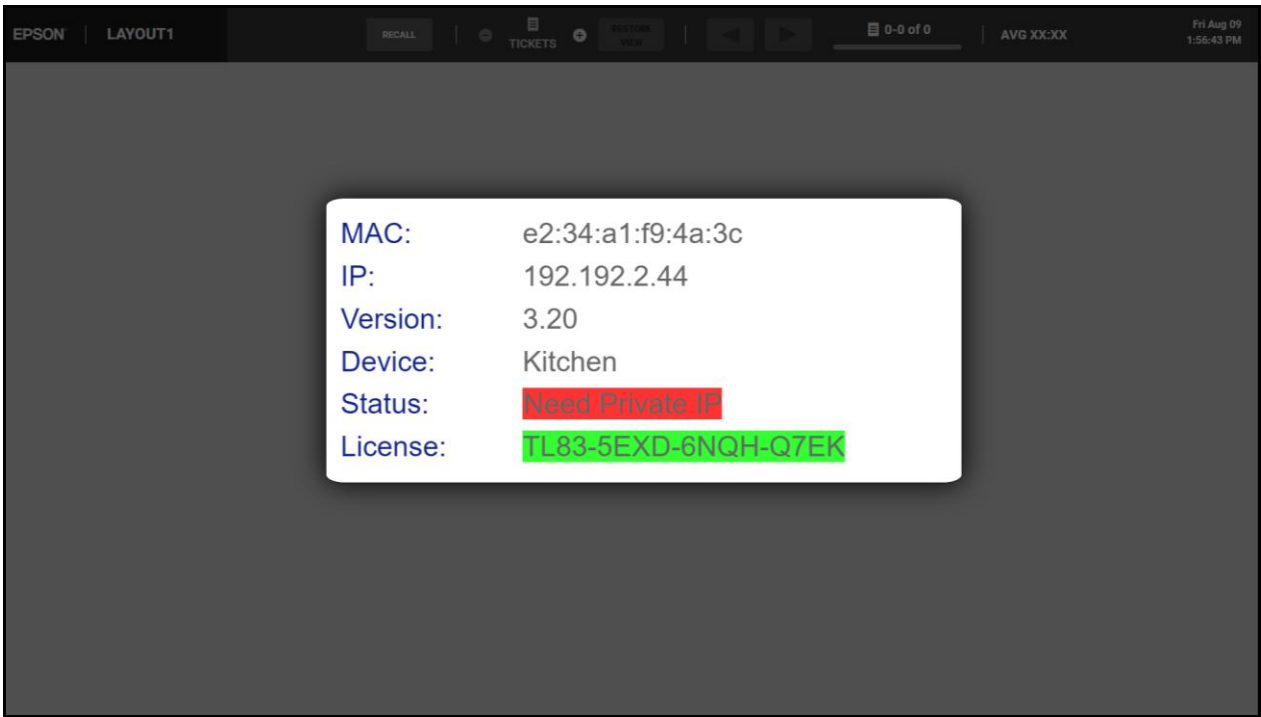 EPSON LAYOUT1 RECALL TICKETS RESTORE VIEW 0-0 of 0 AVG XX:XX Fri Aug 09 1:56:43 PM
MAC: e2:34:a1:f9:4a:3c
IP: 192.192.2.44
Version: 3.20
Device: Kitchen
Status: Need Private IP
License: TL83-5EXD-6NQH-Q7EK